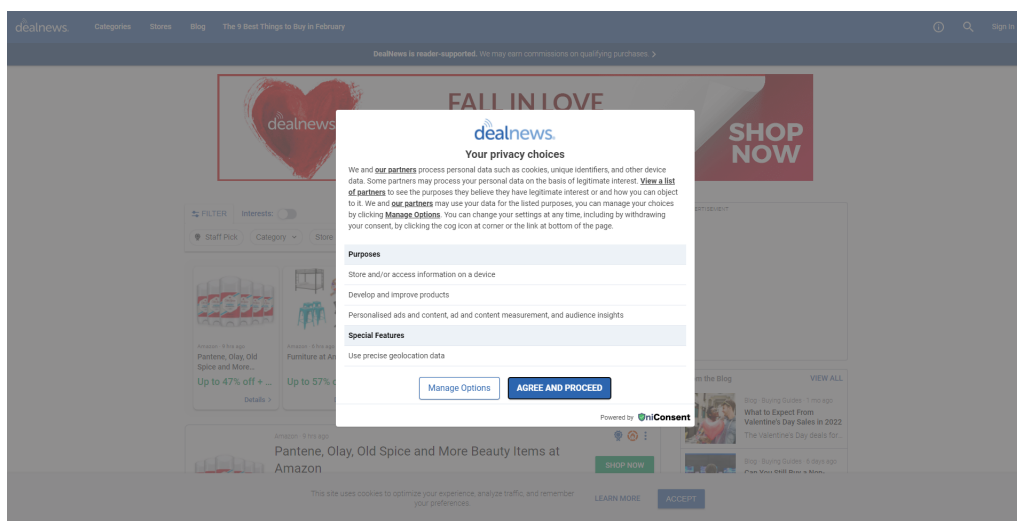 dealnews.
Categories Stores Blog The 9 Best Things to Buy in February
Sign In
DealNews is reader-supported. We may earn commissions on qualifying purchases. >
dealnews
FALL IN LOVE
SHOP
NOW
dealnews.
Your privacy choices
We and our partners process personal data such as cookies, unique identifiers, and other device
data. Some partners may process your personal data on the basis of legitimate interest. View a list
of partners to see the purposes they believe they have legitimate interest or and how you can object
to it. We and our partners may use your data for the listed purposes, you can manage your choices
by clicking Manage Options. You can change your settings at any time, including by withdrawing
your consent, by clicking the cog icon at corner or the link at bottom of the page.
Purposes
Store and/or access information on a device
Develop and improve products
Personalised ads and content, ad and content measurement, and audience insights
Special Features
Use precise geolocation data
Manage Options
AGREE AND PROCEED
Powered by UniConsent
FILTER Interests:
Staff Pick Category Store
Amazon · 9 hrs ago
Pantene, Olay, Old
Spice and More...
Up to 47% off + ...
Details >
Amazon · 9 hrs ago
Furniture at
Up to 57%
VIEW ALL
the Blog
Blog · Buying Guides · 1 mo ago
What to Expect From
Valentine's Day Sales in 2022
The Valentine's Day deals for...
Blog · Buying Guides · 6 days ago
Can You Still Buy a Non-
Amazon · 9 hrs ago
Pantene, Olay, Old Spice and More Beauty Items at
Amazon
SHOP NOW
This site uses cookies to optimize your experience, analyze traffic, and remember
your preferences.
LEARN MORE
ACCEPT